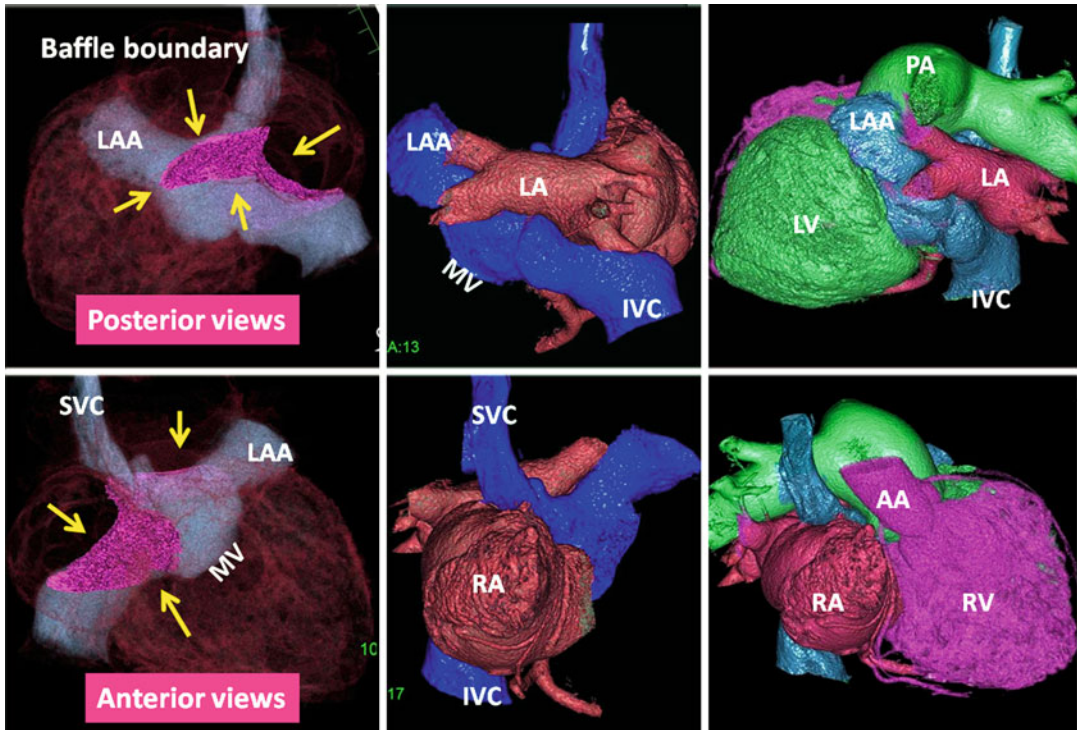 Baffle boundary
LAA
Posterior views
LAA
LA
MV
IVC
A:13
PA
LAA
LA
LV
IVC
SVC
LAA
MV
10
Anterior views
SVC
RA
IVC
17
AA
RA
RV